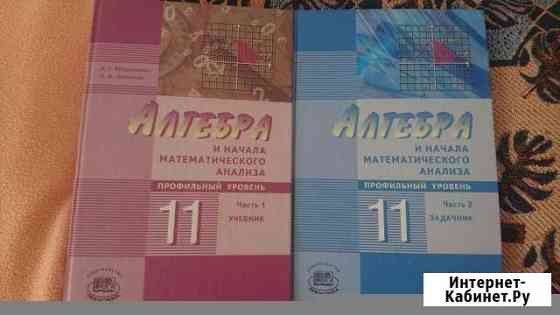 АЛГЕБРА
И НАЧАЛА
МАТЕМАТИЧЕСКОГО
АНАЛИЗА
ПРОФИЛЬНЫЙ УРОВЕНЬ
Часть 1
УЧЕБНИК
11
АЛГЕБРА
И НАЧАЛА
МАТЕМАТИЧЕСКОГО
АНАЛИЗА
ПРОФИЛЬНЫЙ УРОВЕНЬ
Часть 2
ЗАДАЧНИК
11
Интернет-
Кабинет.Ру